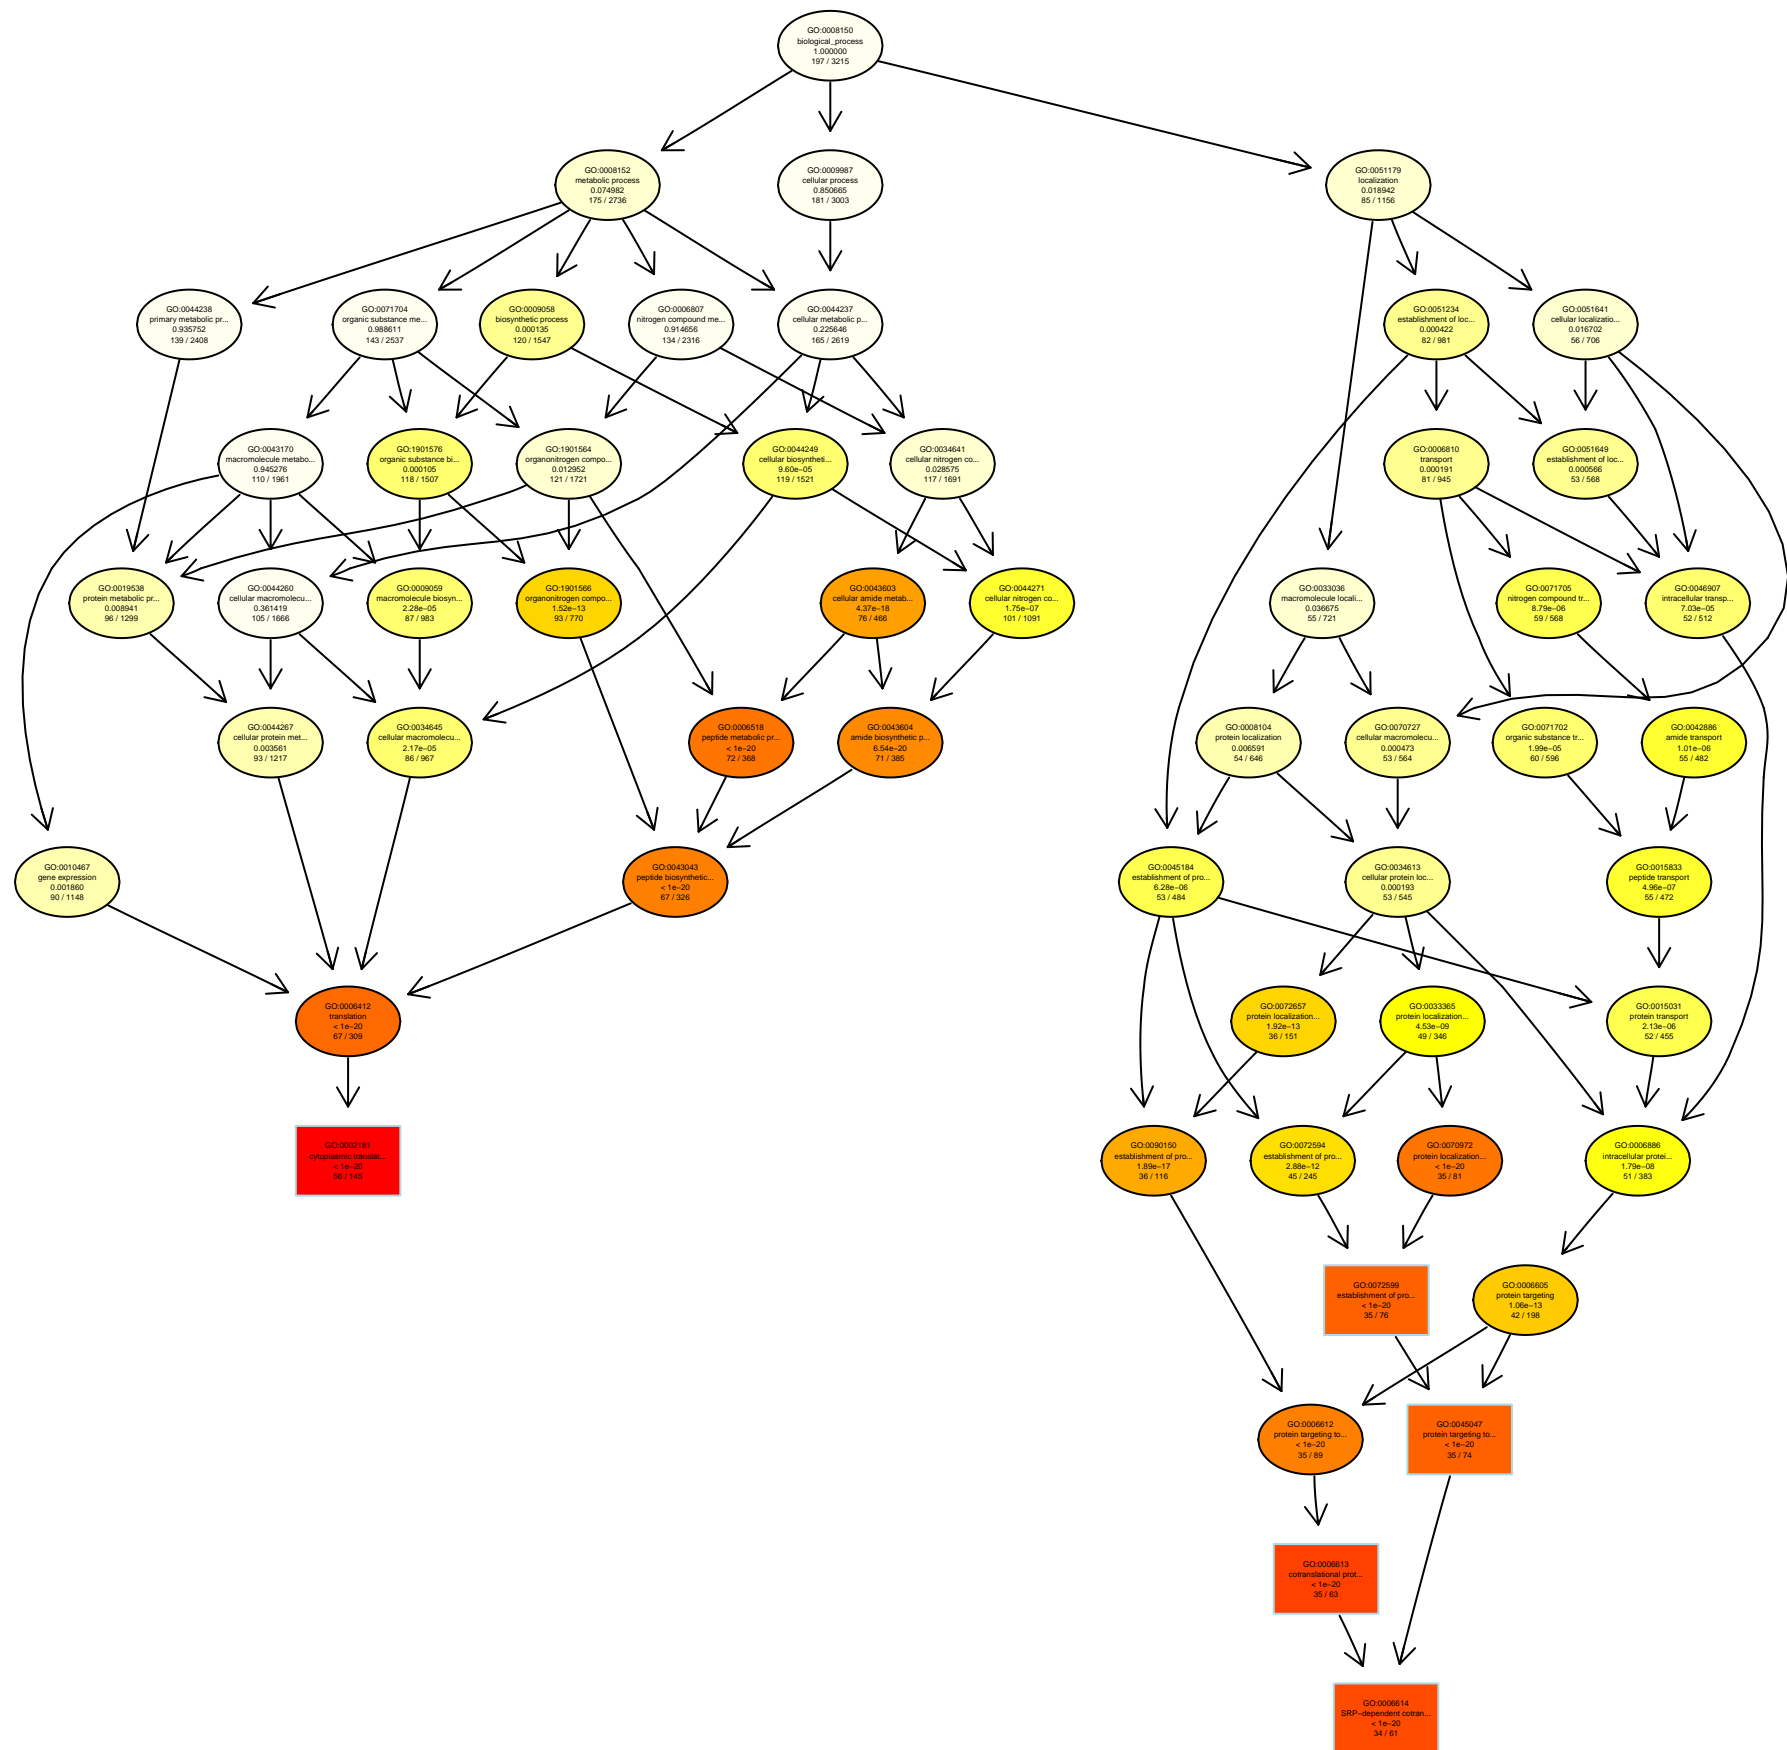 GO:0008150
biological_process
1.000000
197 / 3215
GO:0008152
metabolic process
0.074982
175 / 2736
GO:0009987
cellular process
0.850665
181 / 3003
GO:0051179
localization
0.018942
85 / 1156
GO:0044238
primary metabolic pr...
0.935752
139 / 2408
GO:0071704
organic substance me...
0.988611
143 / 2537
GO:0009058
biosynthetic process
0.000135
120 / 1547
GO:0006807
nitrogen compound me...
0.914656
134 / 2316
GO:0044237
cellular metabolic p...
0.225646
165 / 2619
GO:0051234
establishment of loc...
0.000422
82 / 981
GO:0051641
cellular localizatio...
0.016702
56 / 706
GO:0043170
macromolecule metabo...
0.945276
110 / 1961
GO:1901576
organic substance bi...
0.000105
118 / 1507
GO:1901564
organonitrogen compo...
0.012952
121 / 1721
GO:0044249
cellular biosyntheti...
9.60e−05
119 / 1521
GO:0034641
cellular nitrogen co...
0.028575
117 / 1691
GO:0006810
transport
0.000191
81 / 945
GO:0051649
establishment of loc...
0.000566
53 / 568
GO:0019538
protein metabolic pr...
0.008941
96 / 1299
GO:0044260
cellular macromolecu...
0.361419
105 / 1666
GO:0009059
macromolecule biosyn...
2.28e−05
87 / 983
GO:1901566
organonitrogen compo...
1.52e−13
93 / 770
GO:0043603
cellular amide metab...
4.37e−18
76 / 466
GO:0044271
cellular nitrogen co...
1.75e−07
101 / 1091
GO:0033036
macromolecule locali...
0.036675
55 / 721
GO:0071705
nitrogen compound tr...
8.79e−06
59 / 568
GO:0046907
intracellular transp...
7.03e−05
52 / 512
GO:0044267
cellular protein met...
0.003561
93 / 1217
GO:0034645
cellular macromolecu...
2.17e−05
86 / 967
GO:0006518
peptide metabolic pr...
< 1e−20
72 / 368
GO:0043604
amide biosynthetic p...
6.54e−20
71 / 385
GO:0008104
protein localization
0.006591
54 / 646
GO:0070727
cellular macromolecu...
0.000473
53 / 564
GO:0071702
organic substance tr...
1.99e−05
60 / 596
GO:0042886
amide transport
1.01e−06
55 / 482
GO:0010467
gene expression
0.001860
90 / 1148
GO:0043043
peptide biosynthetic...
< 1e−20
67 / 326
GO:0045184
establishment of pro...
6.28e−06
53 / 484
GO:0034613
cellular protein loc...
0.000193
53 / 545
GO:0015833
peptide transport
4.96e−07
55 / 472
GO:0006412
translation
< 1e−20
67 / 309
GO:0072657
protein localization...
1.92e−13
36 / 151
GO:0033365
protein localization...
4.53e−09
49 / 346
GO:0015031
protein transport
2.13e−06
52 / 455
GO:0002181
cytoplasmic translat...
< 1e−20
56 / 145
GO:0090150
establishment of pro...
1.89e−17
36 / 116
GO:0072594
establishment of pro...
2.88e−12
45 / 245
GO:0070972
protein localization...
< 1e−20
35 / 81
GO:0006886
intracellular protei...
1.79e−08
51 / 383
GO:0072599
establishment of pro...
< 1e−20
35 / 76
GO:0006605
protein targeting
1.06e−13
42 / 198
GO:0006612
protein targeting to...
< 1e−20
35 / 89
GO:0045047
protein targeting to...
< 1e−20
35 / 74
GO:0006613
cotranslational prot...
< 1e−20
35 / 63
GO:0006614
SRP−dependent cotran...
< 1e−20
34 / 61